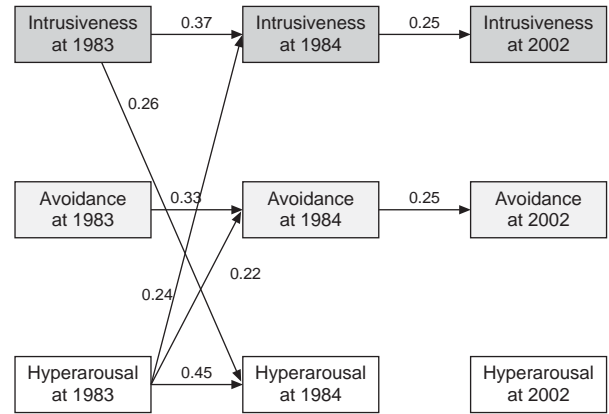 Intrusiveness
at 1983
0.37
Intrusiveness
at 1984
0.25
Intrusiveness
at 2002
0.26
Avoidance
at 1983
0.33
Avoidance
at 1984
0.25
Avoidance
at 2002
0.24
0.22
Hyperarousal
at 1983
0.45
Hyperarousal
at 1984
Hyperarousal
at 2002